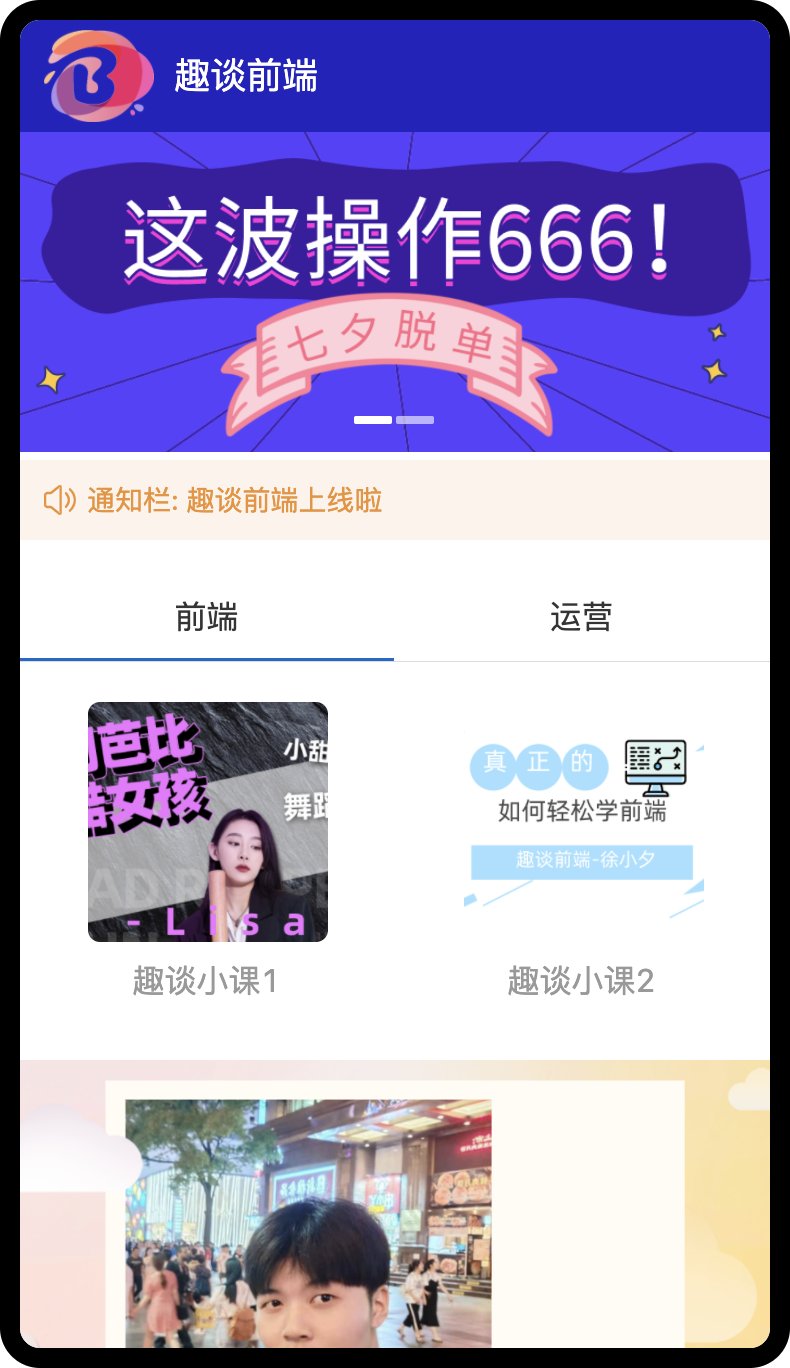 趣谈前端
这波操作666!
七夕脱单
通知栏: 趣谈前端上线啦
前端
运营
芭比
女孩
小甜
- Lisa
真正的
如何轻松学前端
趣谈前端-徐小夕
趣谈小课1
趣谈小课2